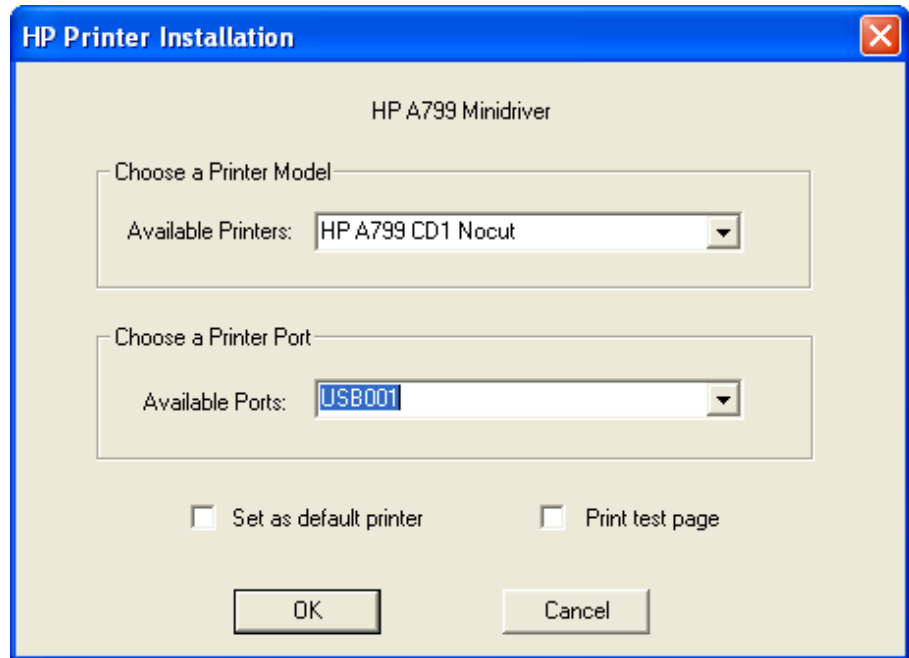 HP Printer Installation
HP A799 Minidriver
Choose a Printer Model
Available Printers: HP A799 CD1 Nocut
Choose a Printer Port
Available Ports: USB001
Set as default printer Print test page
OK Cancel